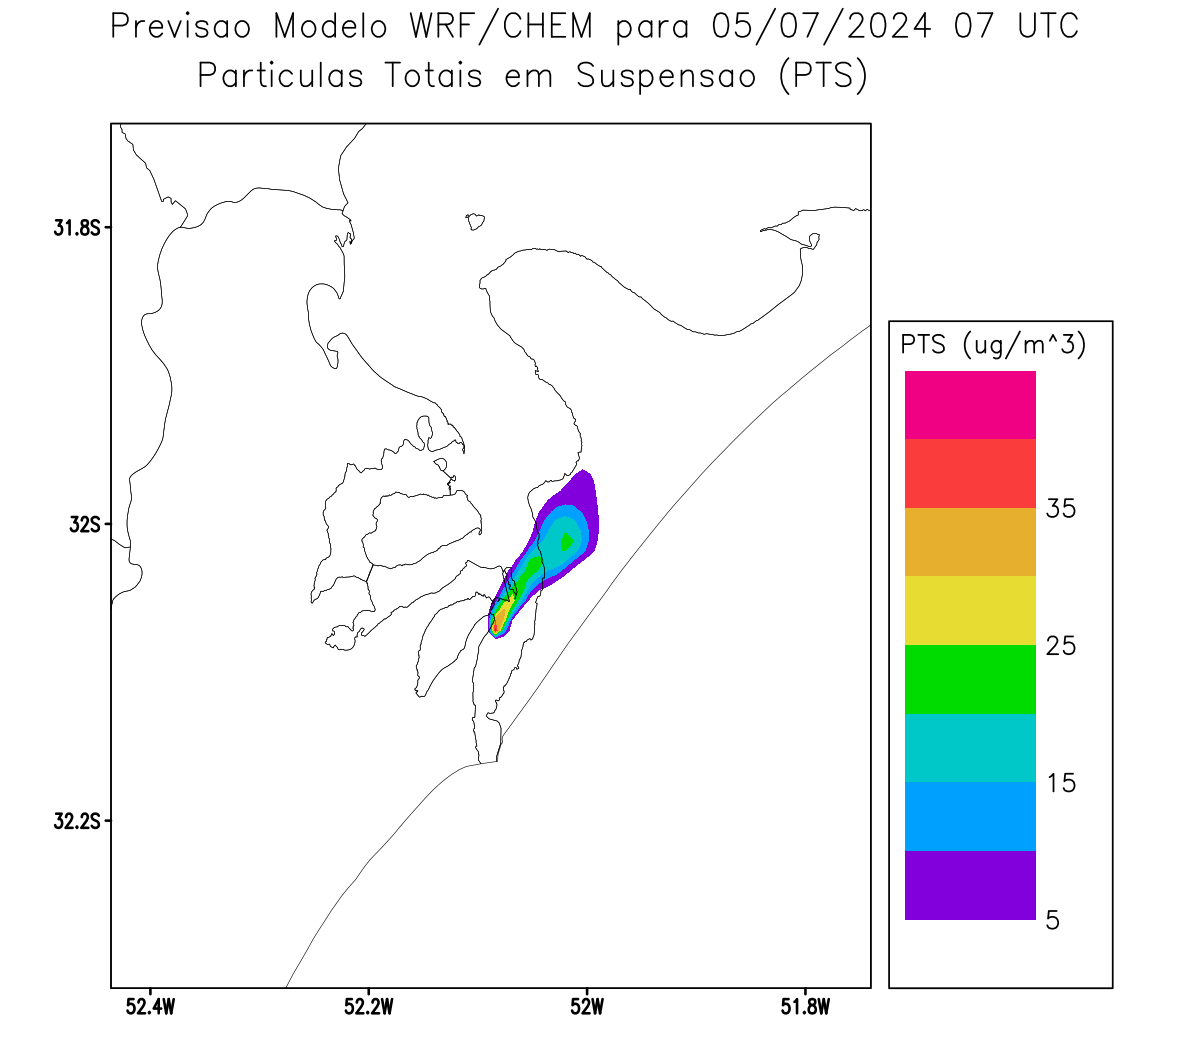 Previsao Modelo WRF/CHEM para 05/07/2024 07 UTC
Particulas Totais em Suspensao (PTS)
31.8S
32S
32.2S
52.4W
52.2W
52W
51.8W
PTS (ug/m^3)
35
25
15
5